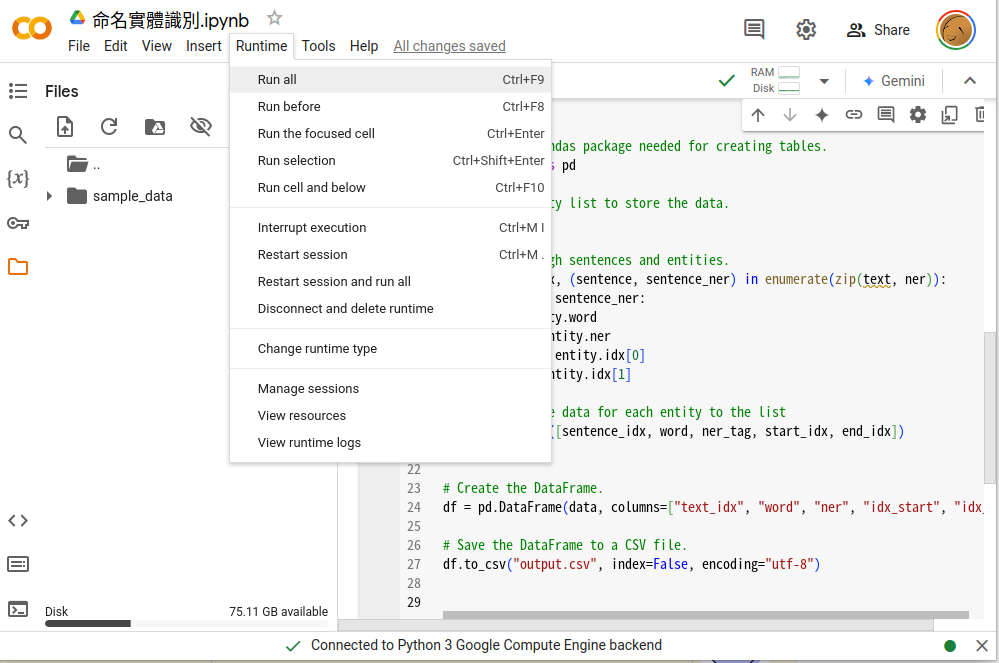 命名實體識別.ipynb
File Edit View Insert Runtime Tools Help All changes saved
Share
Files
RAM
Disk
Gemini
Run all Ctrl+F9
Run before Ctrl+F8
Run the focused cell Ctrl+Enter
Run selection Ctrl+Shift+Enter
Run cell and below Ctrl+F10
Interrupt execution Ctrl+M I
Restart session Ctrl+M .
Restart session and run all
Disconnect and delete runtime
Change runtime type
Manage sessions
View resources
View runtime logs
{x}
..
sample_data
package needed for creating tables.
pd
list to store the data.
sentences and entities.
, (sentence, sentence_ner) in enumerate(zip(text, ner)):
sentence_ner:
.word
.ner
entity.idx[0]
.idx[1]
data for each entity to the list
([sentence_idx, word, ner_tag, start_idx, end_idx])
22
23 # Create the DataFrame.
24 df = pd.DataFrame(data, columns=["text_idx", "word", "ner", "idx_start", "idx_
25
26 # Save the DataFrame to a CSV file.
27 df.to_csv("output.csv", index=False, encoding="utf-8")
28
29
Disk 75.11 GB available
Connected to Python 3 Google Compute Engine backend